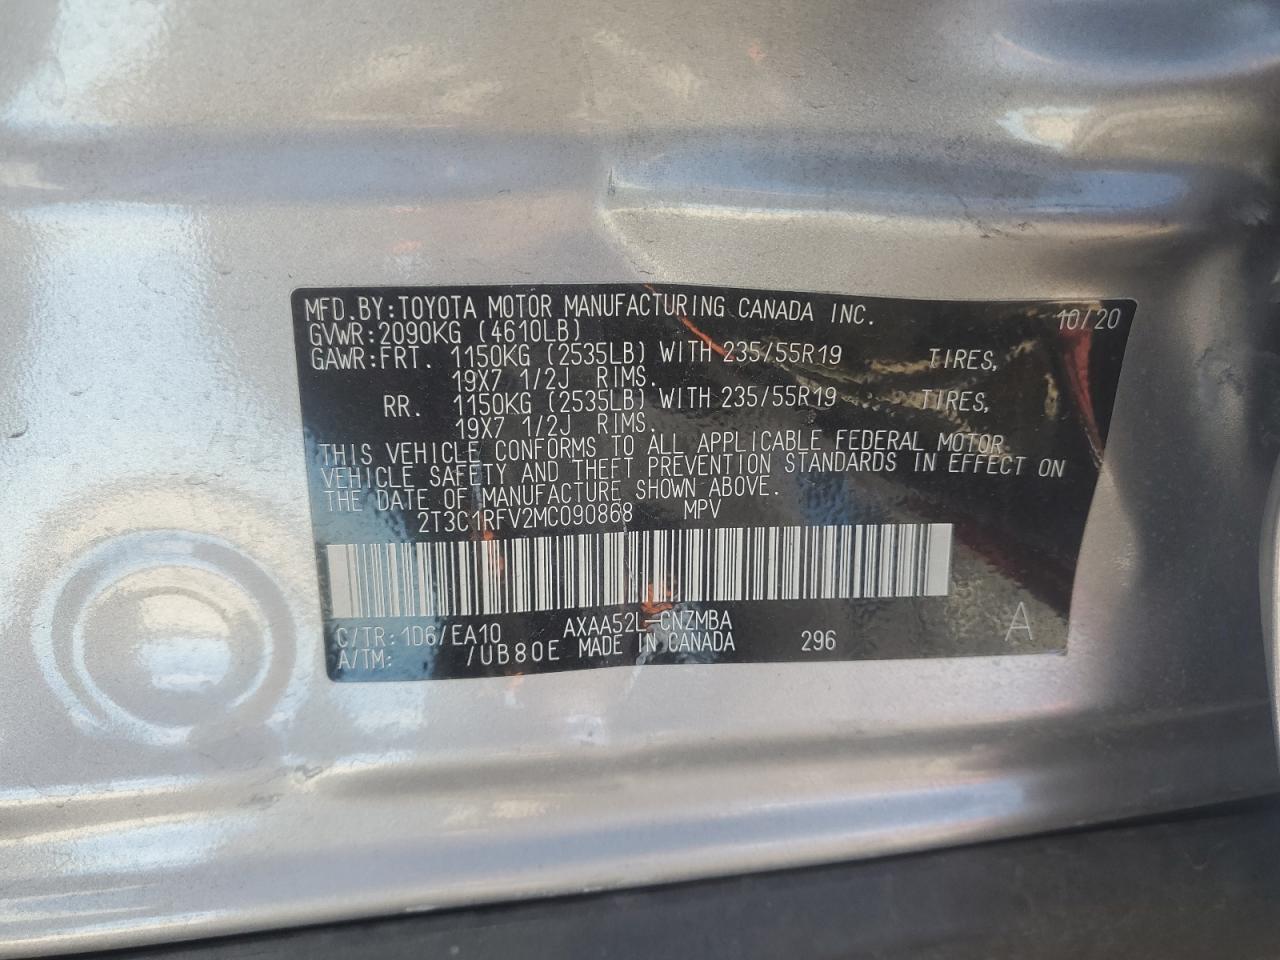 MFD.BY:TOYOTA MOTOR MANUFACTURING CANADA INC. 10/20
GVWR:2090KG (4610LB)
GAWR:FRT. 1150KG (2535LB) WITH 235/55R19 TIRES,
19X7 1/2J RIMS.
RR. 1150KG (2535LB) WITH 235/55R19 TIRES,
19X7 1/2J RIMS.
THIS VEHICLE CONFORMS TO ALL APPLICABLE FEDERAL MOTOR
VEHICLE SAFETY AND THEFT PREVENTION STANDARDS IN EFFECT ON
THE DATE OF MANUFACTURE SHOWN ABOVE.
2T3C1RFV2MC090868 MPV
C/TR:1D6/EA10 AXAA52L-CNZMBA
A/TM: /UB80E MADE IN CANADA 296 A